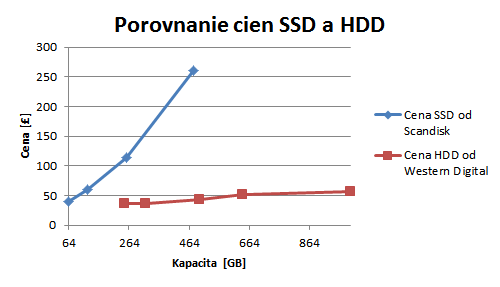 Porovnanie cien SSD a HDD
300
250
200
150
100
50
0
Cena [£]
64 264 464 664 864
Kapacita [GB]
Cena SSD od
Scandisk
Cena HDD od
Western Digital